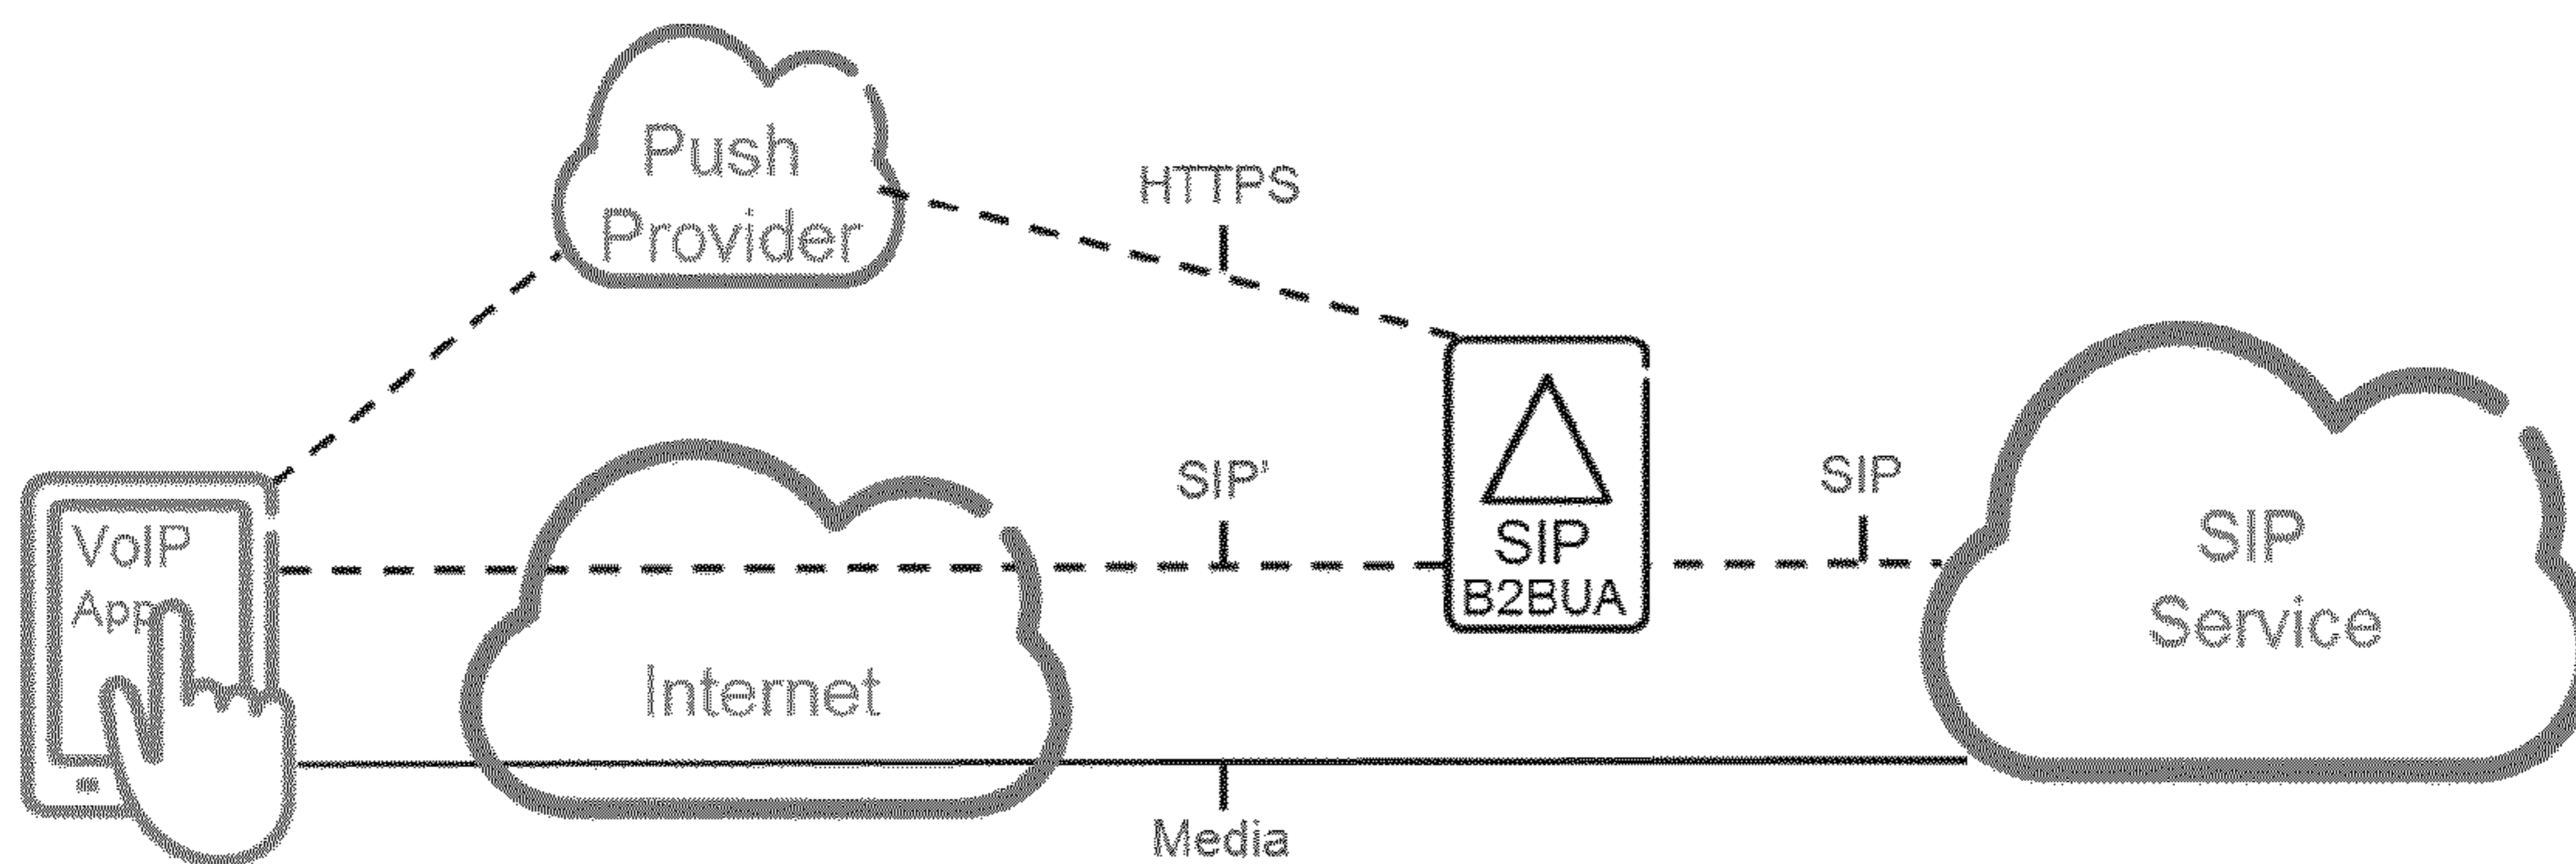 Push
Provider
HTTPS
VoIP
App
SIP'
SIP
B2BUA
SIP
SIP
Service
Internet
Media